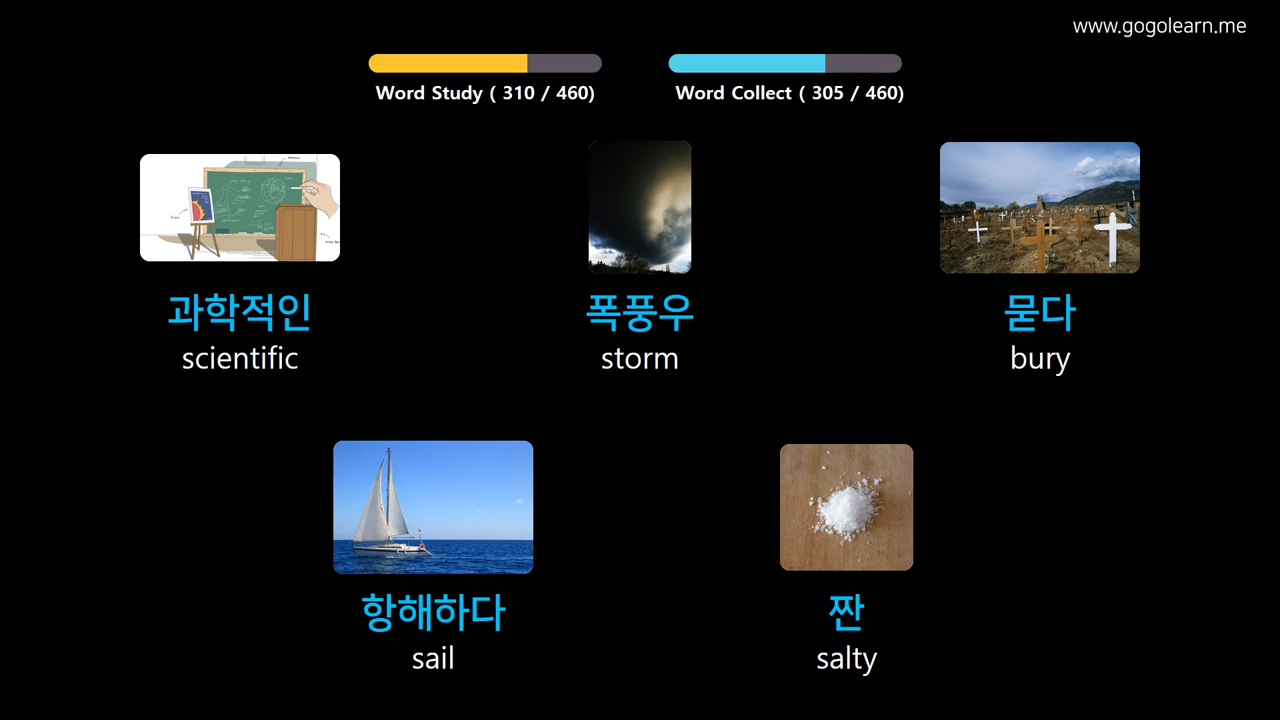 www.gogolearn.me
Word Study ( 310 / 460)
Word Collect ( 305 / 460)
과학적인
scientific
폭풍우
storm
묻다
bury
항해하다
sail
짠
salty